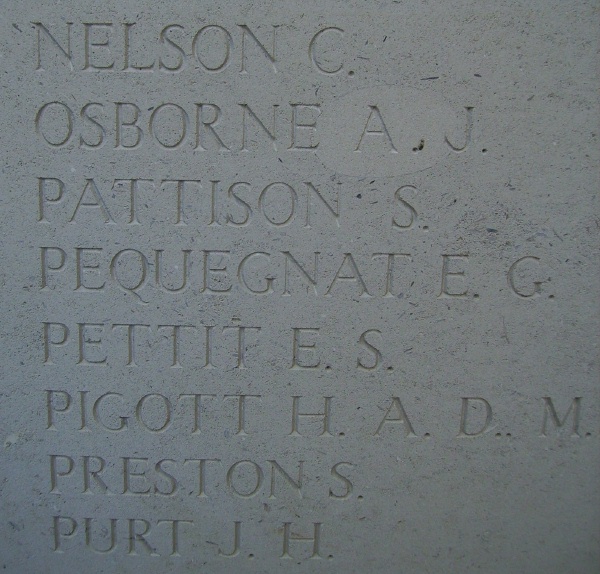 NELSON C.
OSBORNE A. J.
PATTISON S.
PEQUEGNAT E. G.
PETTIT E. S.
PIGOTT H. A. D., M.
PRESTON S.
PURT J. H.